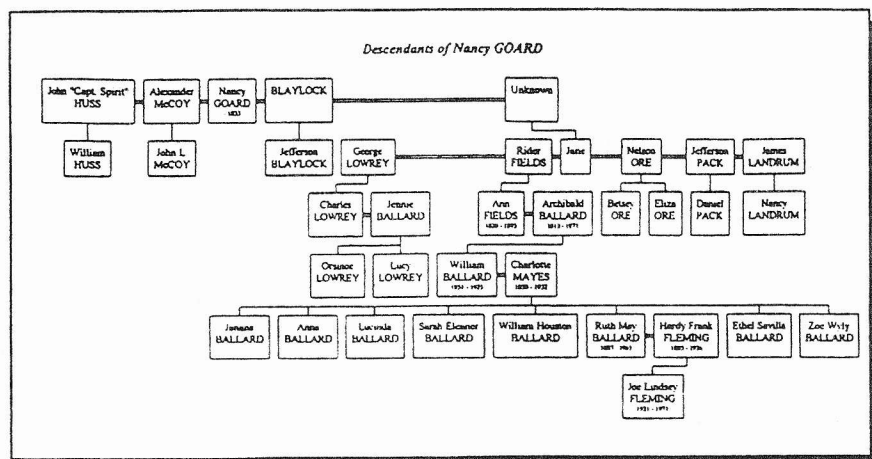 Descendants of Nancy GOARD
John "Capt. Spirit"
HUSS
Alexander
McCOY
Nancy
GOARD
BLAYLOCK
Unknown
William
HUSS
John L
McCOY
Jefferson
BLAYLOCK
George
LOWREY
Rider
FIELDS
Jane
Nelson
ORE
Jefferson
PACK
James
LANDRUM
Charles
LOWREY
Jennie
BALLARD
Ann
FIELDS
Archibald
BALLARD
Betsey
ORE
Eliza
ORE
Daniel
PACK
Nancy
LANDRUM
LOWREY
Lucy
LOWREY
William
BALLARD
Charlotte
MAYES
BALLARD
Anna
BALLARD
Lucinda
BALLARD
Sarah Eleanor
BALLARD
William Houston
BALLARD
Ruth May
BALLARD
Hardy Frank
FLEMING
Ethel Savilla
BALLARD
Zoe Wyly
BALLARD
Joe Lindsey
FLEMING
1921 - 1971